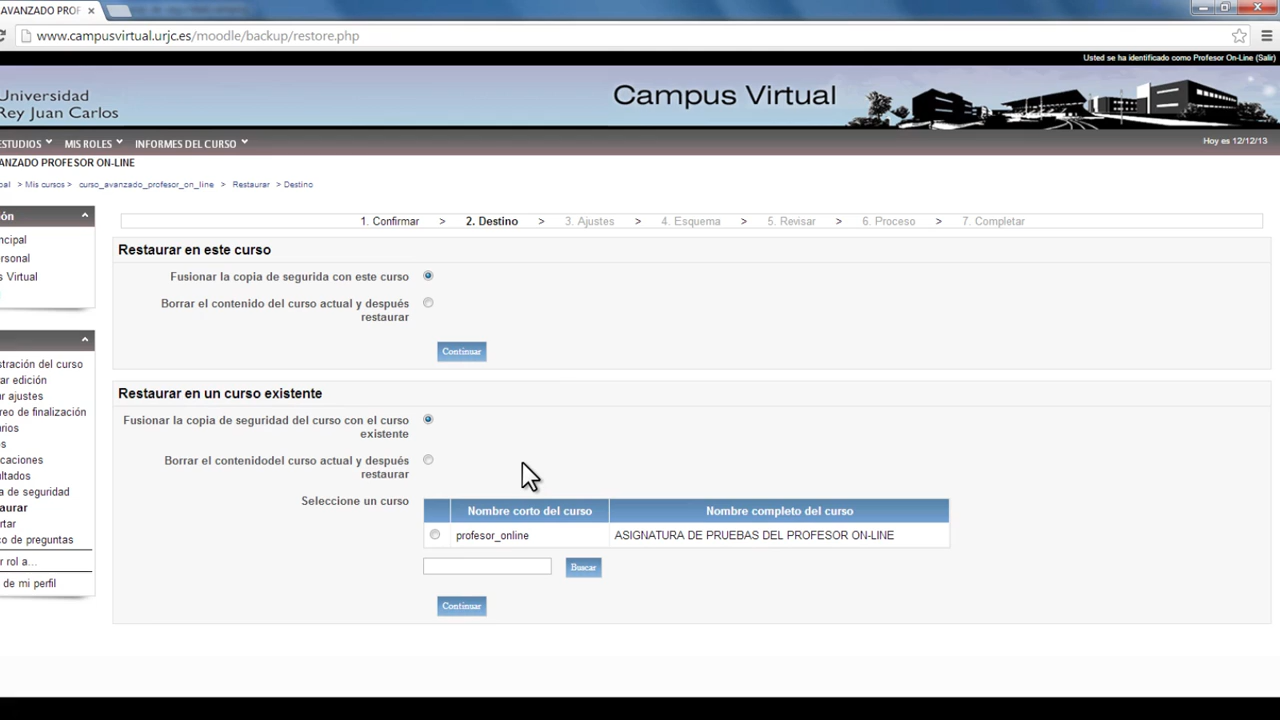 AVANZADO PROF
www.campusvirtual.urjc.es/moodle/backup/restore.php
Usted se ha identificado como Profesor On-Line (Salir)
Universidad
Rey Juan Carlos
Campus Virtual
ESTUDIOS MIS ROLES INFORMES DEL CURSO
Hoy es 12/12/13
ANZADO PROFESOR ON-LINE
pal > Mis cursos > curso_avanzado_profesor_on_line > Restaurar > Destino
ón
ncipal
ersonal
s Virtual
1. Confirmar > 2. Destino > 3. Ajustes > 4. Esquema > 5. Revisar > 6. Proceso > 7. Completar
Restaurar en este curso
Fusionar la copia de segurida con este curso
Borrar el contenido del curso actual y después
restaurar
Continuar
stración del curso
ar edición
ur ajustes
reo de finalización
rios
s
caciones
ultados
a de seguridad
aurar
rtar
co de preguntas
r rol a...
de mi perfil
Restaurar en un curso existente
Fusionar la copia de seguridad del curso con el curso
existente
Borrar el contenidodel curso actual y después
restaurar
Seleccione un curso
Nombre corto del curso Nombre completo del curso
profesor_online ASIGNATURA DE PRUEBAS DEL PROFESOR ON-LINE
Buscar
Continuar